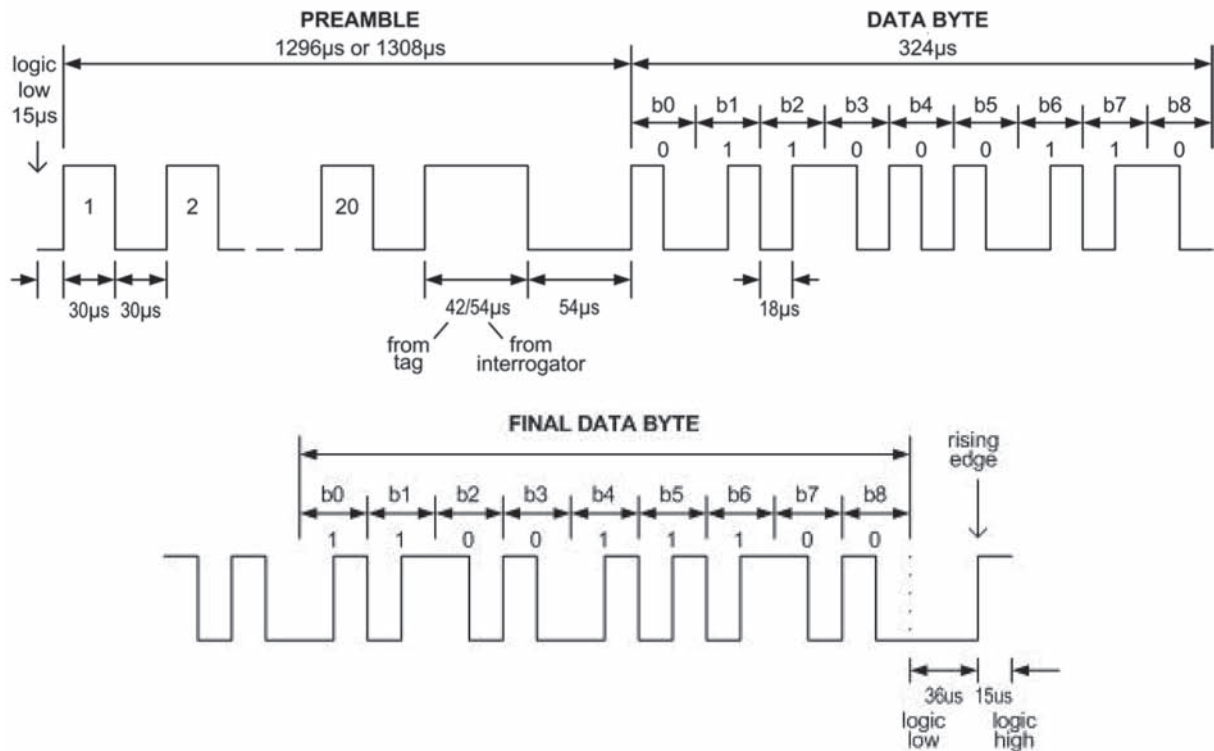 PREAMBLE
1296µs or 1308µs
DATA BYTE
324µs
logic
low
15µs
b0 b1 b2 b3 b4 b5 b6 b7 b8
0 1 1 0 0 0 1 1 0
1 2 20
30µs 30µs 42/54µs 54µs 18µs
from
tag
from
interrogator
FINAL DATA BYTE
rising
edge
b0 b1 b2 b3 b4 b5 b6 b7 b8
1 1 0 0 1 1 1 0 0
36us 15us
logic
low
logic
high